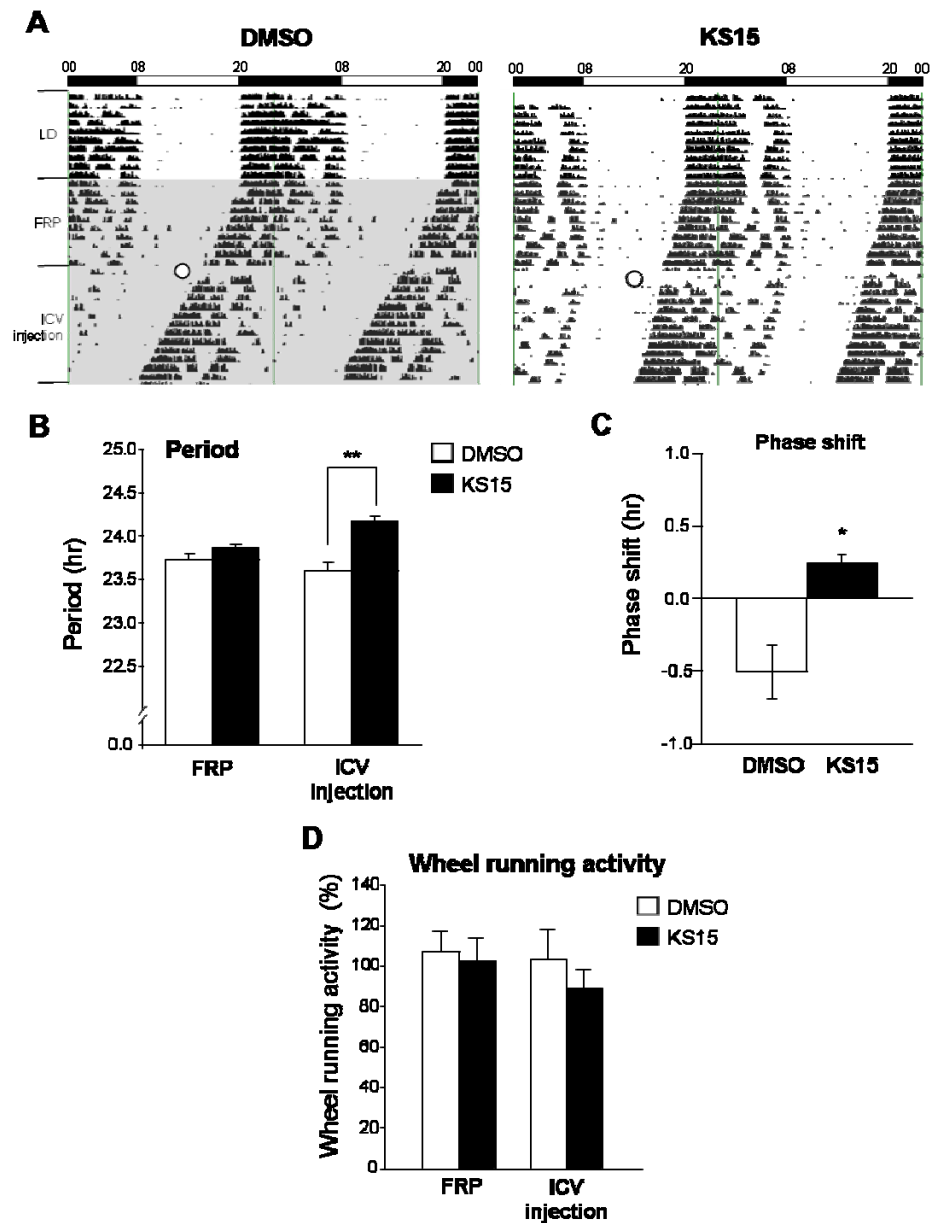 A
DMSO
KS15
00 08 20 08 20 00
00 08 20 08 20 00
LD
FRP
ICV
injection
B
Period
DMSO
KS15
**
25.0
24.5
24.0
23.5
23.0
22.5
0.0
Period (hr)
FRP
ICV
injection
C
Phase shift
1.0
0.5
0.0
-0.5
-1.0
Phase shift (hr)
*
DMSO KS15
D
Wheel running activity
DMSO
KS15
140
120
100
80
60
40
20
0
Wheel running activity (%)
FRP
ICV
injection